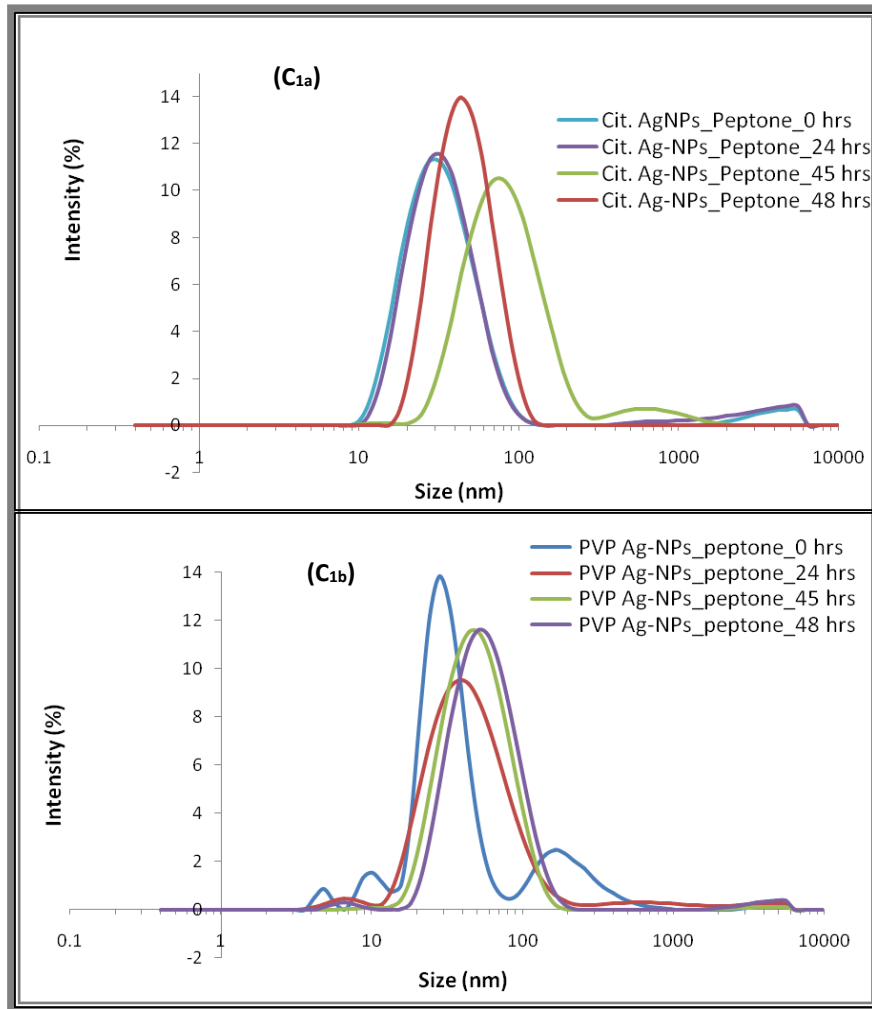 (C1a)
14
12
10
8
6
4
2
0
-2
Intensity (%)
Cit. AgNPs_Peptone_0 hrs
Cit. Ag-NPs_Peptone_24 hrs
Cit. Ag-NPs_Peptone_45 hrs
Cit. Ag-NPs_Peptone_48 hrs
0.1 1 10 100 1000 10000
Size (nm)
(C1b)
14
12
10
8
6
4
2
0
-2
Intensity (%)
PVP Ag-NPs_peptone_0 hrs
PVP Ag-NPs_peptone_24 hrs
PVP Ag-NPs_peptone_45 hrs
PVP Ag-NPs_peptone_48 hrs
0.1 1 10 100 1000 10000
Size (nm)